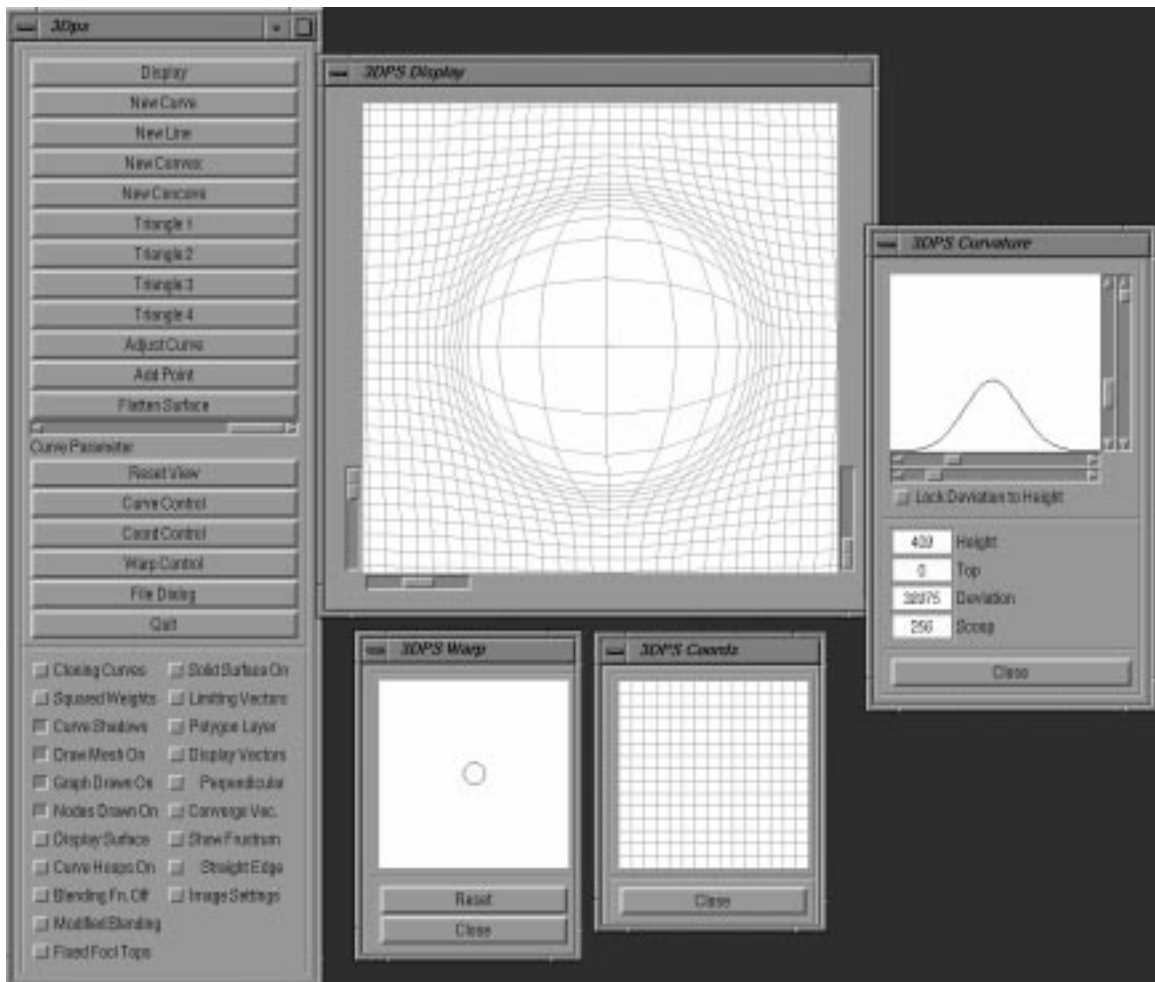 3Dps
Display
New Curve
New Line
New Convex
New Concave
Triangle 1
Triangle 2
Triangle 3
Triangle 4
Adjust Curve
Add Point
Flatten Surface
Curve Parameter
Reset View
Curve Control
Coord Control
Warp Control
File Dialog
Quit
Closing Curves
Solid Surface On
Squared Weights
Limiting Vectors
Curve Shadows
Polygon Layer
Draw Mesh On
Display Vectors
Graph Drawn On
Perpendicular
Nodes Drawn On
Converge Vec.
Display Surface
Show Frustrum
Curve Heaps On
Straight Edge
Blending Fn. Off
Image Settings
Modified Blending
Fixed Foci Tops
3DPS Display
3DPS Curvature
Lock Deviation to Height
Height
0 Top
Deviation
256 Scoop
Close
3DPS Warp
Reset
Close
3DPS Coords
Close